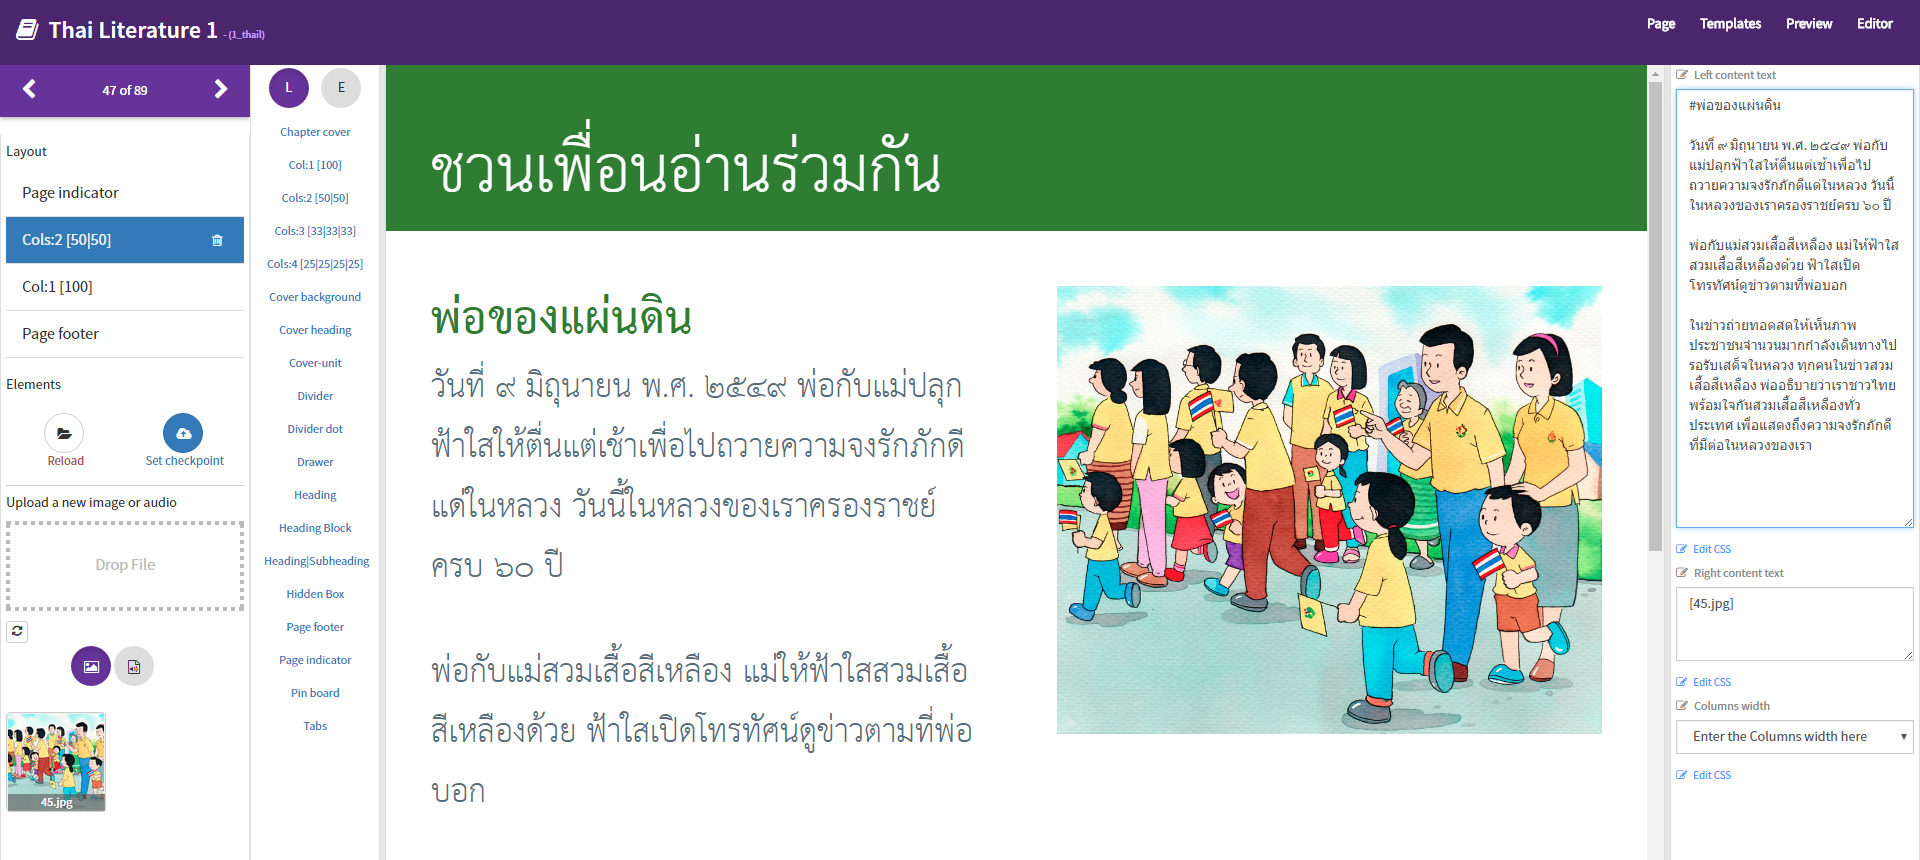 Thai Literature 1 - (1_thail)
Page Templates Preview Editor
47 of 89
Layout
Page indicator
Cols:2 [50|50]
Col:1 [100]
Page footer
Elements
Reload
Set checkpoint
Upload a new image or audio
Drop File
45.jpg
L E
Chapter cover
Col:1 [100]
Cols:2 [50|50]
Cols:3 [33|33|33]
Cols:4 [25|25|25|25]
Cover background
Cover heading
Cover-unit
Divider
Divider dot
Drawer
Heading
Heading Block
Heading|Subheading
Hidden Box
Page footer
Page indicator
Pin board
Tabs
ชวนเพื่อนอ่านร่วมกัน
พ่อของแผ่นดิน
วันที่ ๙ มิถุนายน พ.ศ. ๒๕๔๙ พ่อกับแม่ปลุก
ฟ้าใสให้ตื่นแต่เช้าเพื่อไปถวายความจงรักภักดี
แด่ในหลวง วันนี้ในหลวงของเราครองราชย์
ครบ ๖๐ ปี
พ่อกับแม่สวมเสื้อสีเหลือง แม่ให้ฟ้าใสสวมเสื้อ
สีเหลืองด้วย ฟ้าใสเปิดโทรทัศน์ดูข่าวตามที่พ่อ
บอก
Left content text
#พ่อของแผ่นดิน
วันที่ ๙ มิถุนายน พ.ศ. ๒๕๔๙ พ่อกับ
แม่ปลุกฟ้าใสให้ตื่นแต่เช้าเพื่อไป
ถวายความจงรักภักดีแด่ในหลวง วันนี้
ในหลวงของเราครองราชย์ครบ ๖๐ ปี
พ่อกับแม่สวมเสื้อสีเหลือง แม่ให้ฟ้าใส
สวมเสื้อสีเหลืองด้วย ฟ้าใสเปิด
โทรทัศน์ดูข่าวตามที่พ่อบอก
ในข่าวถ่ายทอดสดให้เห็นภาพ
ประชาชนจำนวนมากกำลังเดินทางไป
รอรับเสด็จในหลวง ทุกคนในข่าวสวม
เสื้อสีเหลือง พ่ออธิบายว่าเราชาวไทย
พร้อมใจกันสวมเสื้อสีเหลืองทั่ว
ประเทศ เพื่อแสดงถึงความจงรักภักดี
ที่มีต่อในหลวงของเรา
Edit CSS
Right content text
[45.jpg]
Edit CSS
Columns width
Enter the Columns width here
Edit CSS